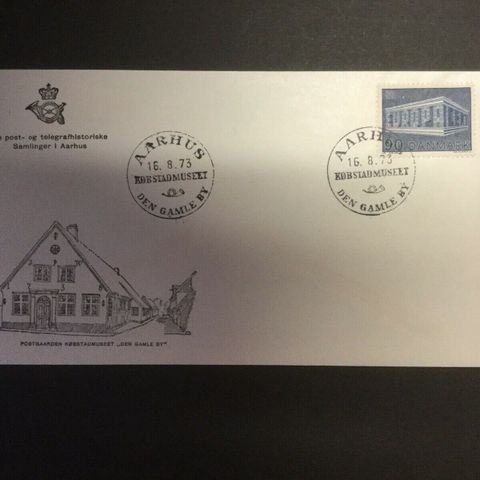 post- og telegrafhistoriske
Samlinger i Aarhus
AARHUS
16.8.73
KØBSTADMUSEET
DEN GAMLE BY
AARHUS
16.8.73
KØBSTADMUSEET
DEN GAMLE BY
90 DANMARK
POSTGAARDEN KØBSTADMUSEET „DEN GAMLE BY"